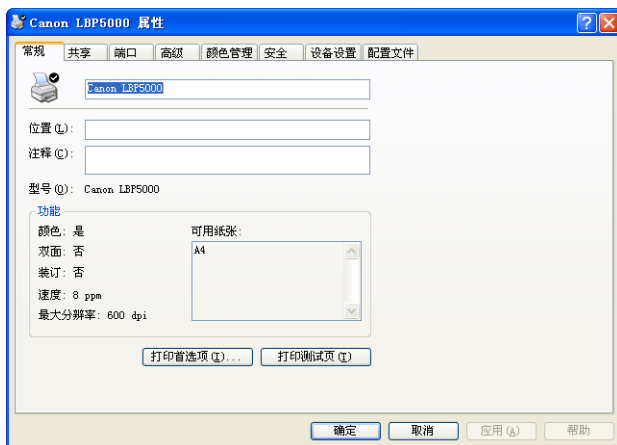 Canon LBP5000 属性
常规 共享 端口 高级 颜色管理 安全 设备设置 配置文件
Canon LBP5000
位置(L):
注释(C):
型号(O): Canon LBP5000
功能
颜色: 是
双面: 否
装订: 否
速度: 8 ppm
最大分辨率: 600 dpi
可用纸张:
A4
打印首选项(I)... 打印测试页(T)
确定 取消 应用(A) 帮助